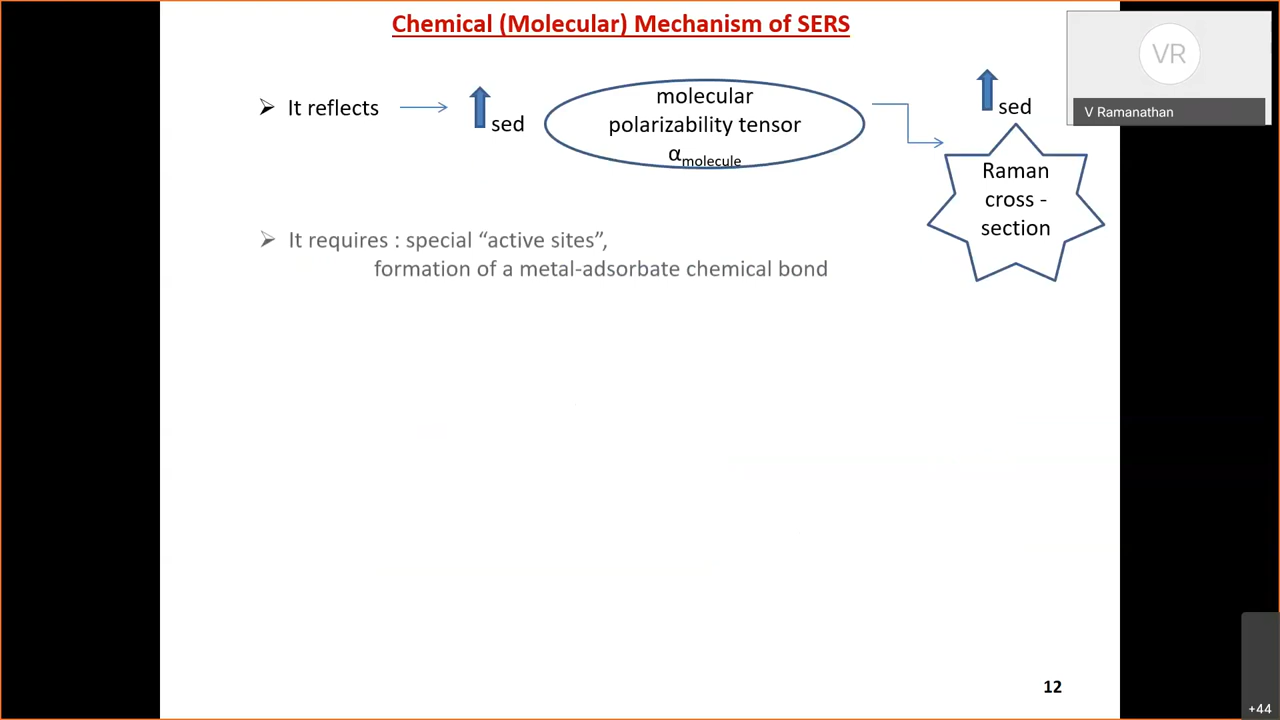 Chemical (Molecular) Mechanism of SERS
VR
V Ramanathan
➢ It reflects
sed
molecular
polarizability tensor
α molecule
sed
Raman
cross -
section
➢ It requires : special “active sites”,
formation of a metal-adsorbate chemical bond
12
+44